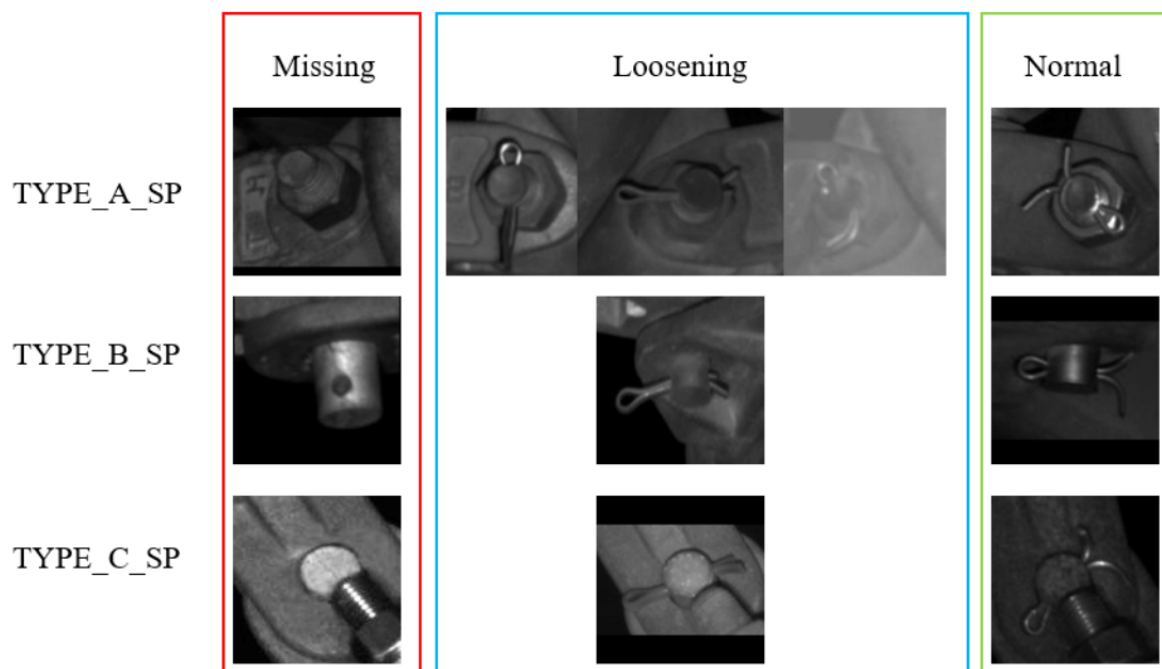 Missing
Loosening
Normal
TYPE_A_SP
TYPE_B_SP
TYPE_C_SP